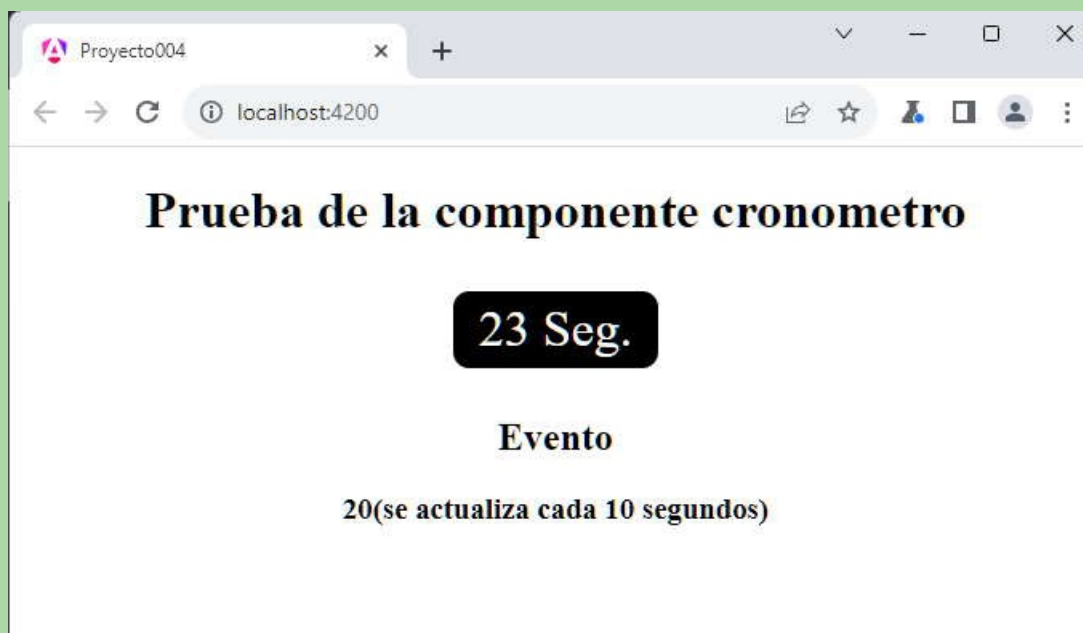 Proyecto004
localhost:4200
Prueba de la componente cronometro
23 Seg.
Evento
20(se actualiza cada 10 segundos)